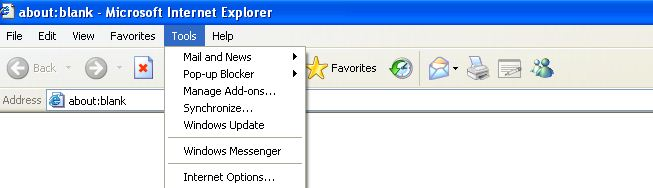 about:blank - Microsoft Internet Explorer
File Edit View Favorites Tools Help
Mail and News
Back Favorites
Pop-up Blocker
Manage Add-ons...
Address about:blank
Synchronize...
Windows Update
Windows Messenger
Internet Options...